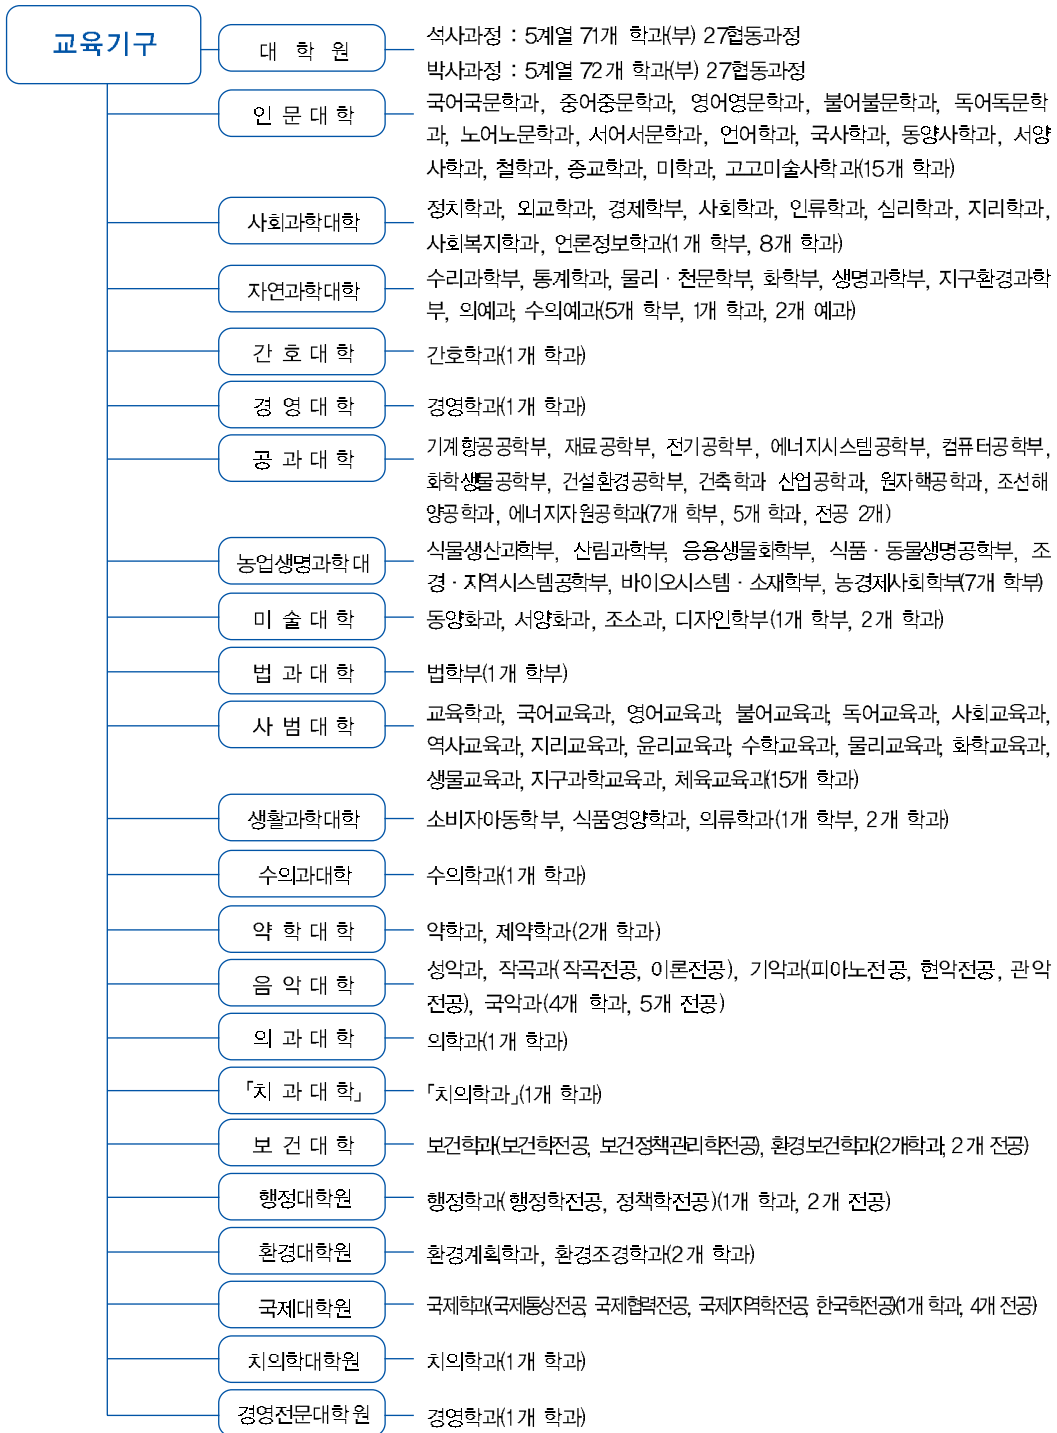 교육기구
대 학 원
석사과정 : 5계열 71개 학과(부) 27협동과정
박사과정 : 5계열 72개 학과(부) 27협동과정
인 문 대 학
국어국문학과, 중어중문학과, 영어영문학과, 불어불문학과, 독어독문학
과, 노어노문학과, 서어서문학과, 언어학과, 국사학과, 동양사학과, 서양
사학과, 철학과, 종교학과, 미학과, 고고미술사학과(15개 학과)
사회과학대학
정치학과, 외교학과, 경제학부, 사회학과, 인류학과, 심리학과, 지리학과,
사회복지학과, 언론정보학과(1개 학부, 8개 학과)
자연과학대학
수리과학부, 통계학과, 물리·천문학부, 화학부, 생명과학부, 지구환경과학
부, 의예과, 수의예과(5개 학부, 1개 학과, 2개 예과)
간 호 대 학
간호학과(1개 학과)
경 영 대 학
경영학과(1개 학과)
공 과 대 학
기계항공공학부, 재료공학부, 전기공학부, 에너지시스템공학부, 컴퓨터공학부,
화학생물공학부, 건설환경공학부, 건축학과 산업공학과, 원자핵공학과, 조선해
양공학과, 에너지자원공학과(7개 학부, 5개 학과, 전공 2개)
농업생명과학대
식물생산과학부, 산림과학부, 응용생물화학부, 식품·동물생명공학부, 조
경·지역시스템공학부, 바이오시스템·소재학부, 농경제사회학부(7개 학부)
미 술 대 학
동양화과, 서양화과, 조소과, 디자인학부(1개 학부, 2개 학과)
법 과 대 학
법학부(1개 학부)
사 범 대 학
교육학과, 국어교육과, 영어교육과, 불어교육과, 독어교육과, 사회교육과,
역사교육과, 지리교육과, 윤리교육과, 수학교육과, 물리교육과, 화학교육과,
생물교육과, 지구과학교육과, 체육교육과(15개 학과)
생활과학대학
소비자아동학부, 식품영양학과, 의류학과(1개 학부, 2개 학과)
수의과대학
수의학과(1개 학과)
약 학 대 학
약학과, 제약학과(2개 학과)
음 악 대 학
성악과, 작곡과(작곡전공, 이론전공), 기악과(피아노전공, 현악전공, 관악
전공), 국악과(4개 학과, 5개 전공)
의 과 대 학
의학과(1개 학과)
「치 과 대 학」
「치의학과」(1개 학과)
보 건 대 학
보건학과(보건학전공, 보건정책관리학전공), 환경보건학과(2개학과, 2개 전공)
행정대학원
행정학과(행정학전공, 정책학전공)(1개 학과, 2개 전공)
환경대학원
환경계획학과, 환경조경학과(2개 학과)
국제대학원
국제학과(국제통상전공, 국제협력전공, 국제지역학전공, 한국학전공)(1개 학과, 4개 전공)
치의학대학원
치의학과(1개 학과)
경영전문대학원
경영학과(1개 학과)